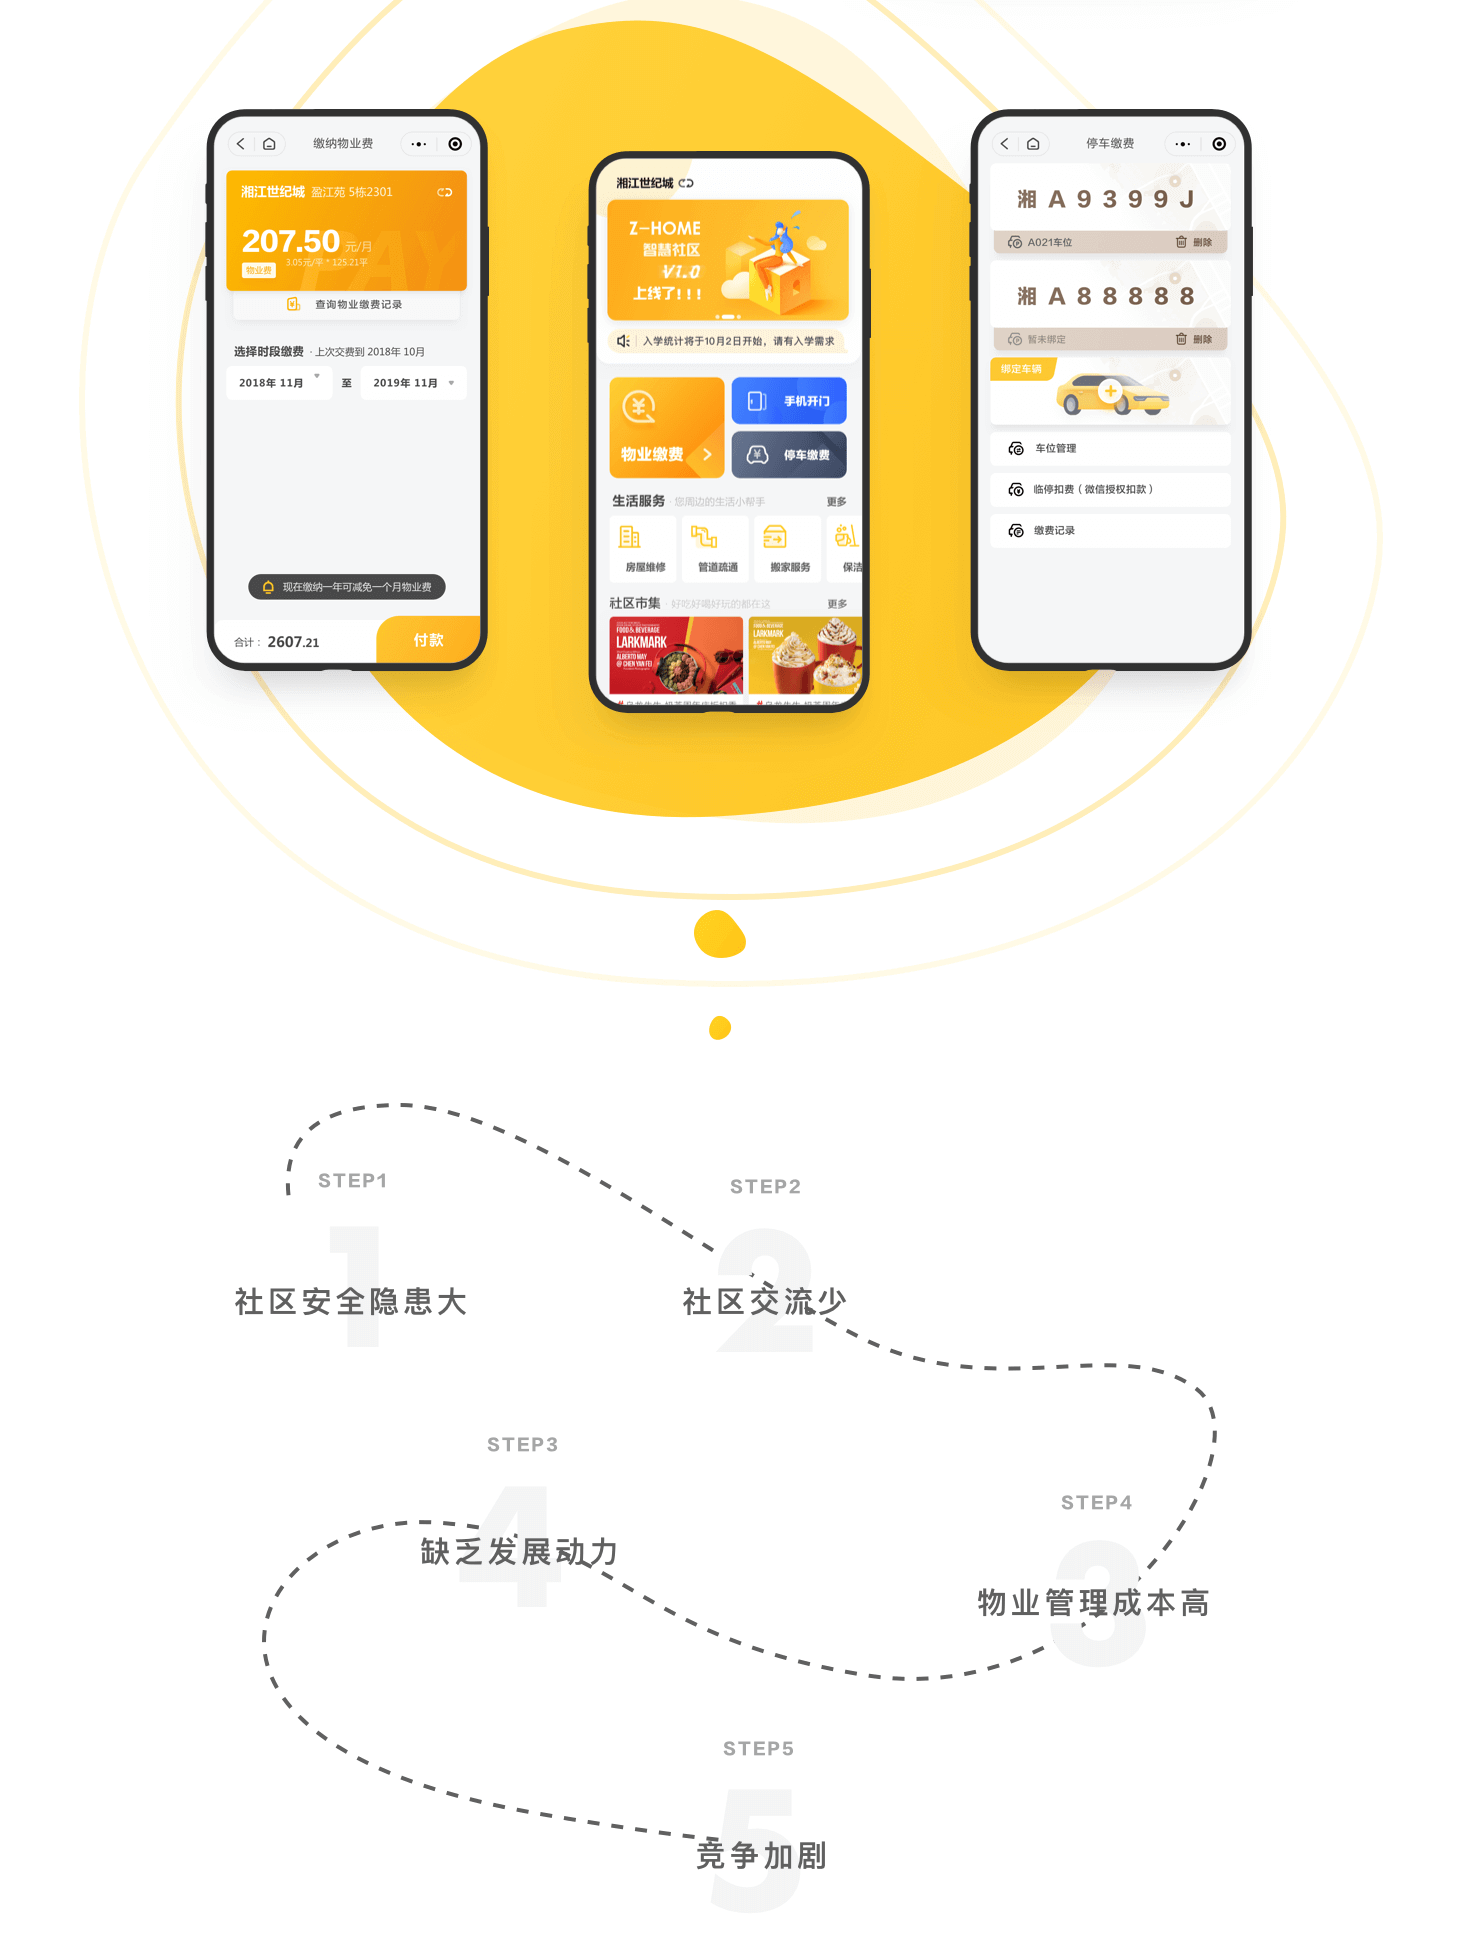 缴纳物业费
湘江世纪城 盈江苑 5栋2301
207.50 元/月
3.05元/平 * 125.21平
物业费
PAY
查询物业缴费记录
选择时段缴费 · 上次交费到 2018年 10月
2018年 11月 至 2019年 11月
现在缴纳一年可减免一个月物业费
合计： 2607.21
付款
湘江世纪城
Z-HOME
智慧社区
V1.0
上线了!!!
入学统计将于10月2日开始，请有入学需求
物业缴费
手机开门
停车缴费
生活服务 · 您周边的生活小帮手 更多
房屋维修 管道疏通 搬家服务 保洁
社区市集 · 好吃好喝好玩的都在这 更多
FOOD & BEVERAGE
LARKMARK
ALBERTO MAY
@ CHEN YAN FEI
FOOD & BEVERAGE
LARKMARK
停车缴费
湘 A 9 3 9 9 J
A021车位 删除
湘 A 8 8 8 8 8
暂未绑定 删除
绑定车辆
车位管理
临停扣费（微信授权扣款）
缴费记录
STEP1
1
社区安全隐患大
STEP2
2
社区交流少
STEP3
4
缺乏发展动力
STEP4
3
物业管理成本高
STEP5
5
竞争加剧